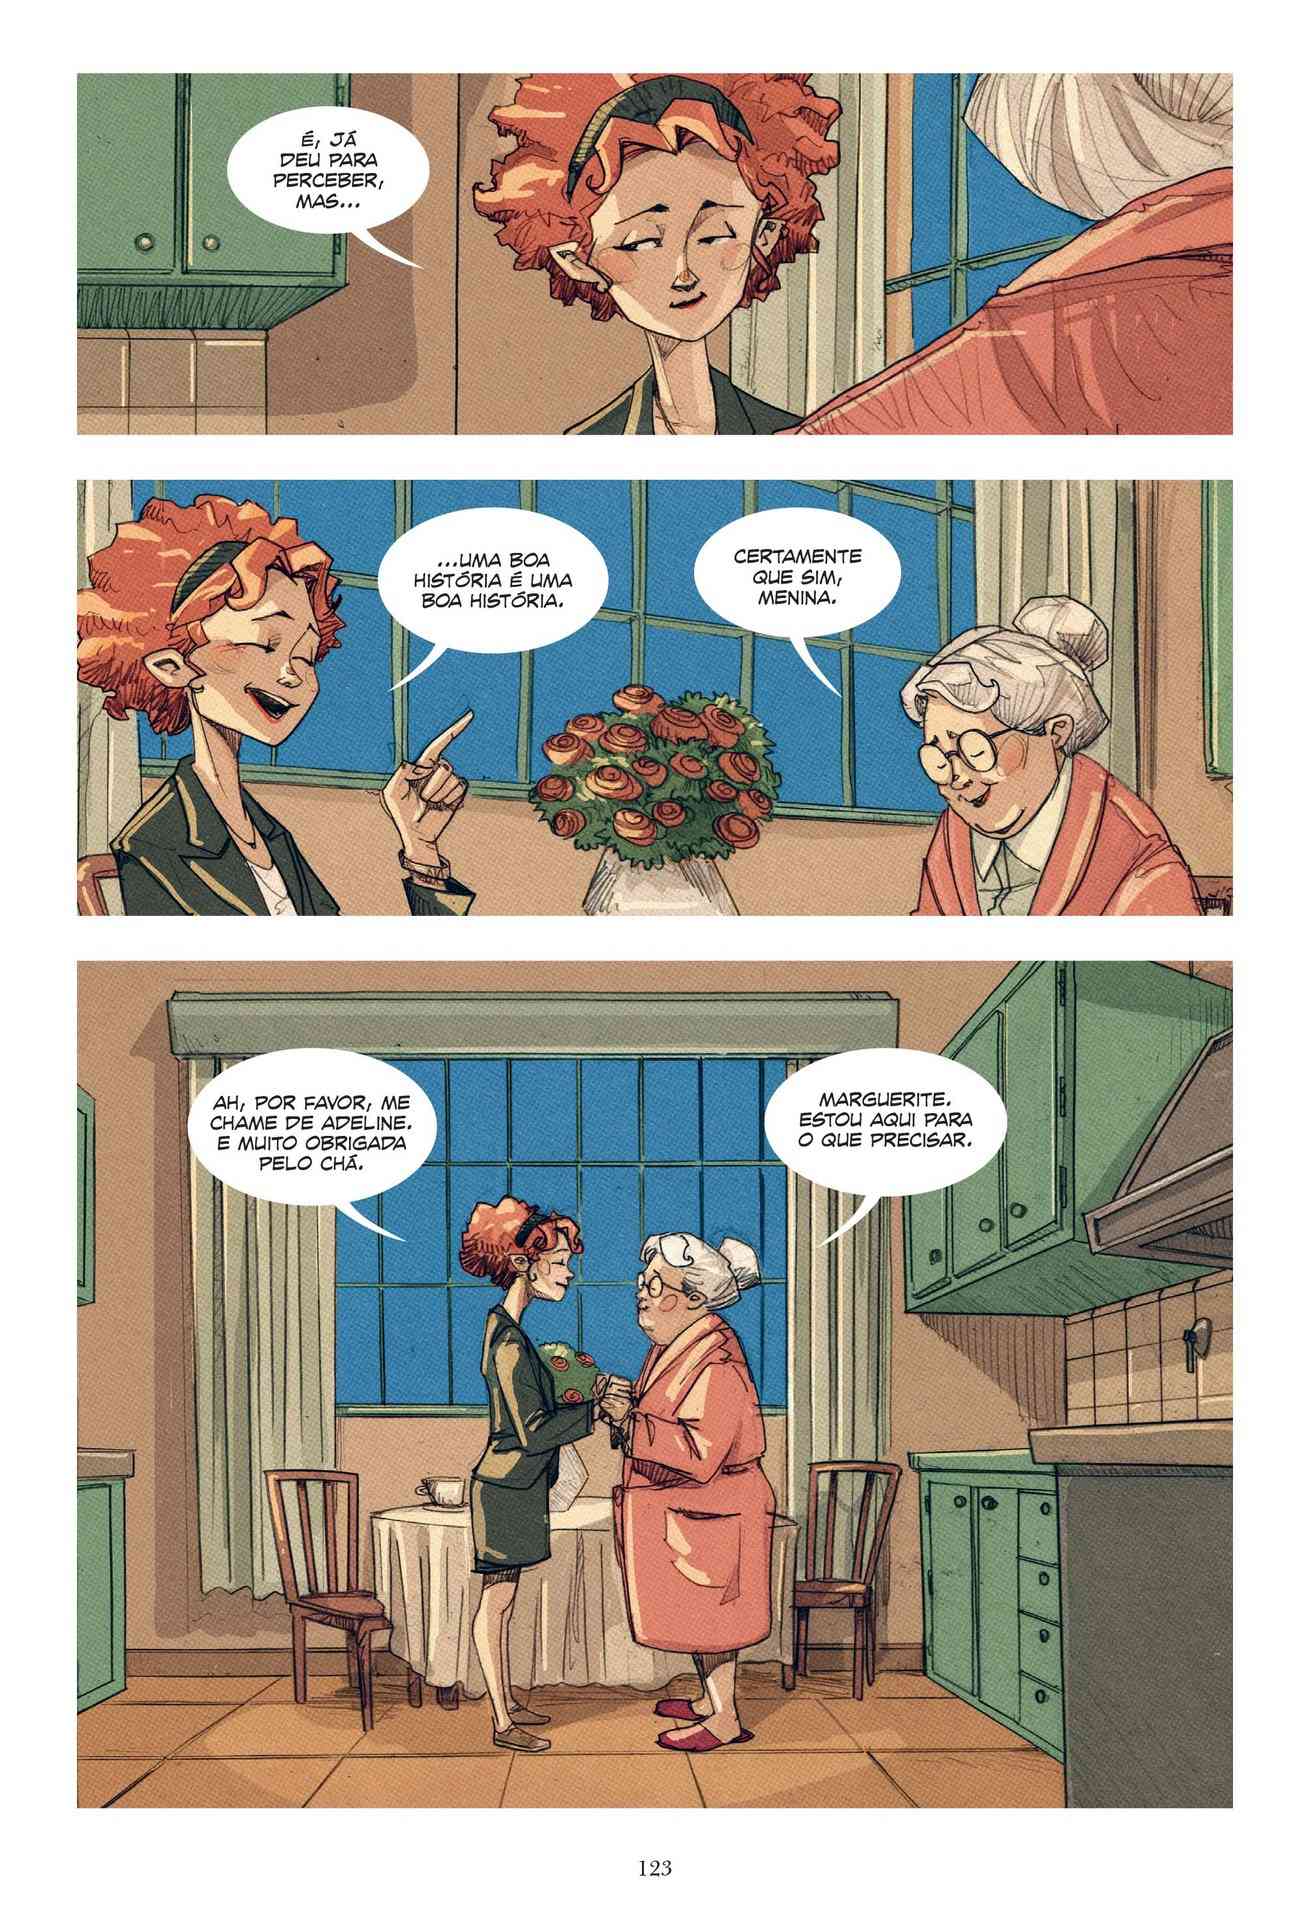 É, JÁ
DEU PARA
PERCEBER,
MAS...
...UMA BOA
HISTÓRIA É UMA
BOA HISTÓRIA.
CERTAMENTE
QUE SIM,
MENINA.
AH, POR FAVOR, ME
CHAME DE ADELINE.
E MUITO OBRIGADA
PELO CHÁ.
MARGUERITE.
ESTOU AQUI PARA
O QUE PRECISAR.
123